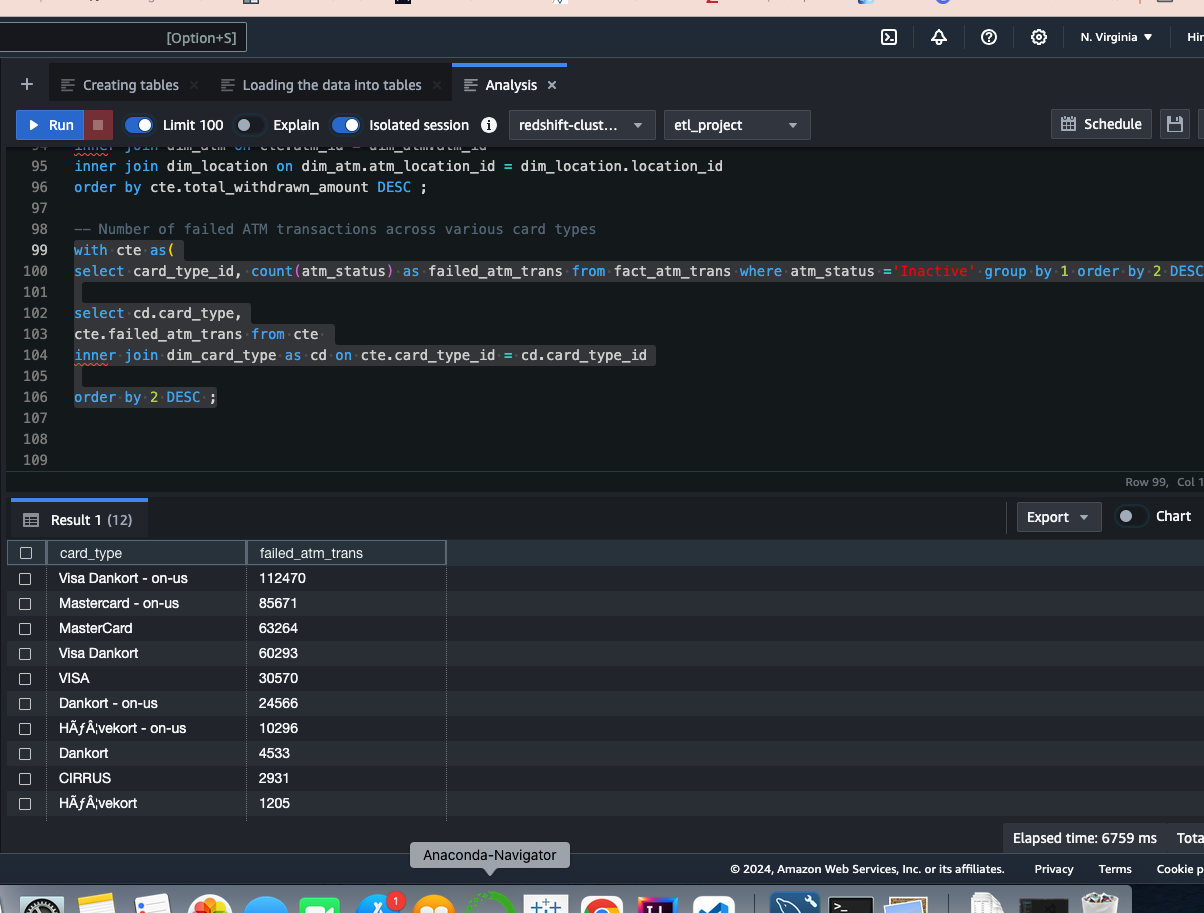 [Option+S]
N. Virginia
Creating tables
Loading the data into tables
Analysis
Run
Limit 100
Explain
Isolated session
redshift-clust...
etl_project
Schedule
95 inner join dim_location on dim_atm.atm_location_id = dim_location.location_id
96 order by cte.total_withdrawn_amount DESC ;
97
98 -- Number of failed ATM transactions across various card types
99 with cte as(
100 select card_type_id, count(atm_status) as failed_atm_trans from fact_atm_trans where atm_status ='Inactive' group by 1 order by 2 DESC
101
102 select cd.card_type,
103 cte.failed_atm_trans from cte
104 inner join dim_card_type as cd on cte.card_type_id = cd.card_type_id
105
106 order by 2 DESC ;
107
108
109
Row 99, Col 1
Result 1 (12)
Export
Chart
card_type failed_atm_trans
Visa Dankort - on-us 112470
Mastercard - on-us 85671
MasterCard 63264
Visa Dankort 60293
VISA 30570
Dankort - on-us 24566
HÃƒÂ¦vekort - on-us 10296
Dankort 4533
CIRRUS 2931
HÃƒÂ¦vekort 1205
Elapsed time: 6759 ms
Anaconda-Navigator
© 2024, Amazon Web Services, Inc. or its affiliates.
Privacy
Terms
Cookie p
1